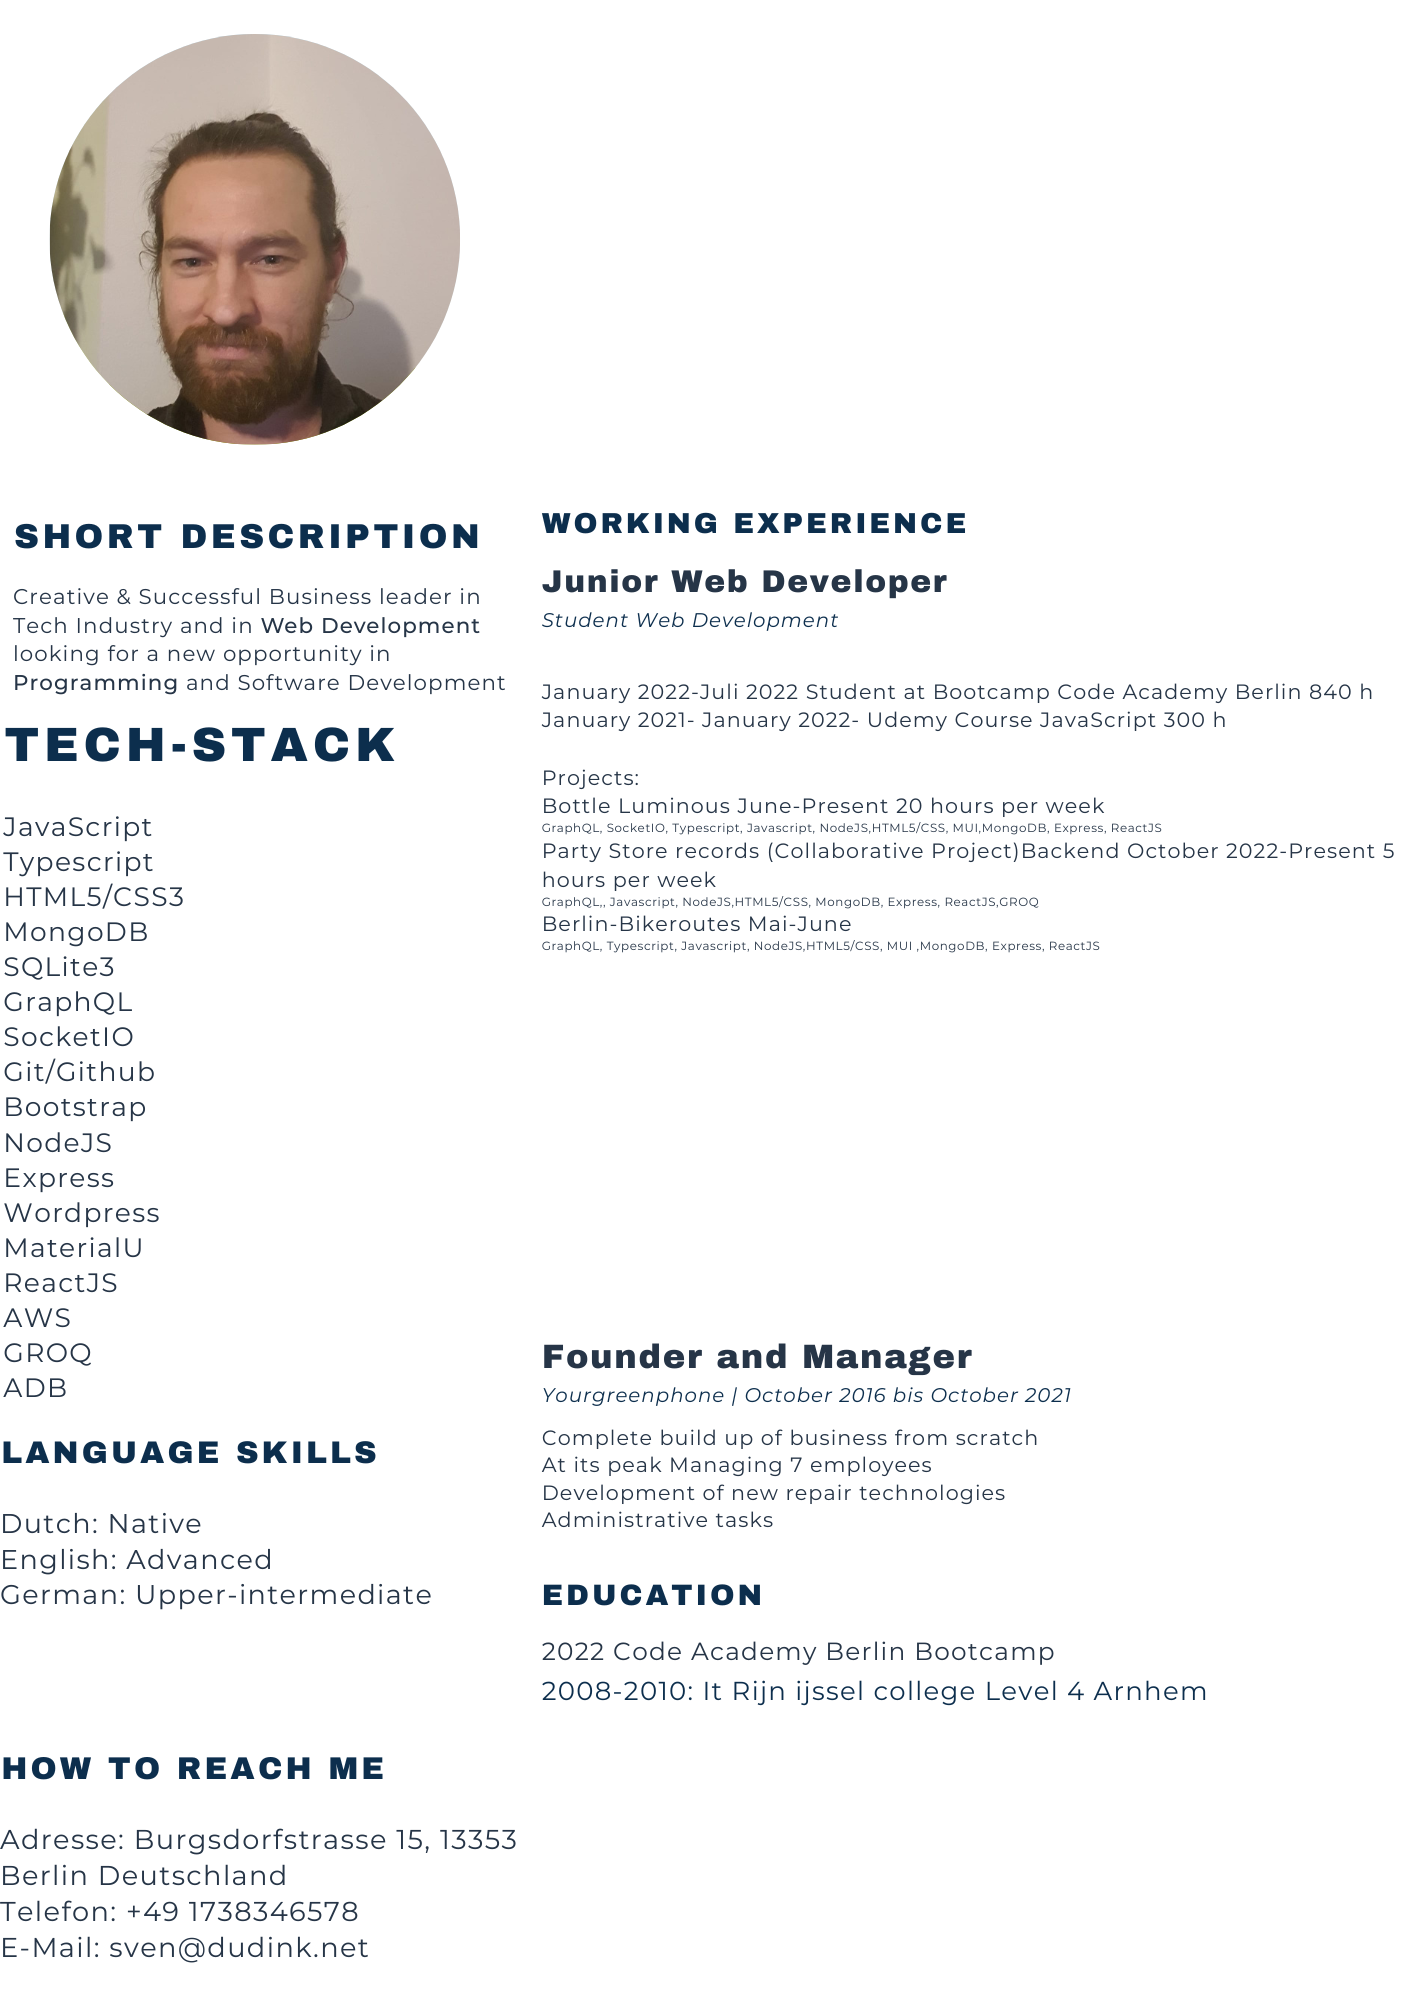 SHORT DESCRIPTION
Creative & Successful Business leader in
Tech Industry and in Web Development
looking for a new opportunity in
Programming and Software Development
TECH-STACK
JavaScript
Typescript
HTML5/CSS3
MongoDB
SQLite3
GraphQL
SocketIO
Git/Github
Bootstrap
NodeJS
Express
Wordpress
MaterialU
ReactJS
AWS
GROQ
ADB
LANGUAGE SKILLS
Dutch: Native
English: Advanced
German: Upper-intermediate
HOW TO REACH ME
Adresse: Burgsdorfstrasse 15, 13353
Berlin Deutschland
Telefon: +49 1738346578
E-Mail: sven@dudink.net
WORKING EXPERIENCE
Junior Web Developer
Student Web Development
January 2022-Juli 2022 Student at Bootcamp Code Academy Berlin 840 h
January 2021- January 2022- Udemy Course JavaScript 300 h
Projects:
Bottle Luminous June-Present 20 hours per week
GraphQL, SocketIO, Typescript, Javascript, NodeJS,HTML5/CSS, MUI,MongoDB, Express, ReactJS
Party Store records (Collaborative Project)Backend October 2022-Present 5
hours per week
GraphQL,, Javascript, NodeJS,HTML5/CSS, MongoDB, Express, ReactJS,GROQ
Berlin-Bikeroutes Mai-June
GraphQL, Typescript, Javascript, NodeJS,HTML5/CSS, MUI ,MongoDB, Express, ReactJS
Founder and Manager
Yourgreenphone | October 2016 bis October 2021
Complete build up of business from scratch
At its peak Managing 7 employees
Development of new repair technologies
Administrative tasks
EDUCATION
2022 Code Academy Berlin Bootcamp
2008-2010: It Rijn ijssel college Level 4 Arnhem